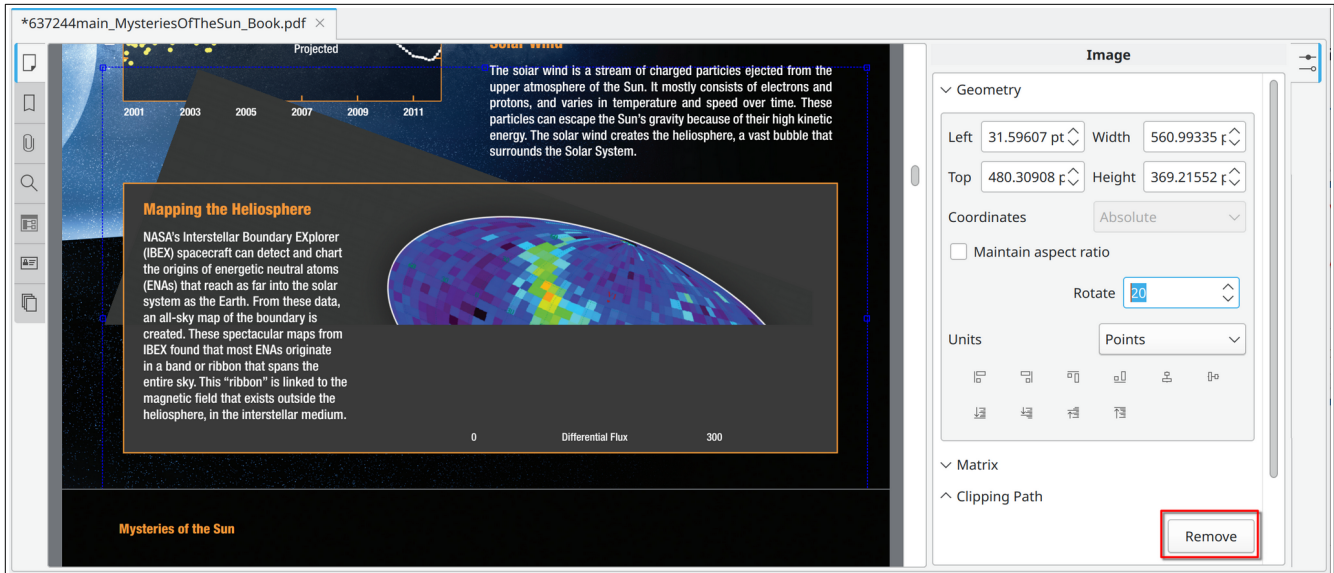 *637244main_MysteriesOfTheSun_Book.pdf
Projected
2001 2003 2005 2007 2009 2011
Solar Wind
The solar wind is a stream of charged particles ejected from the
upper atmosphere of the Sun. It mostly consists of electrons and
protons, and varies in temperature and speed over time. These
particles can escape the Sun's gravity because of their high kinetic
energy. The solar wind creates the heliosphere, a vast bubble that
surrounds the Solar System.
Mapping the Heliosphere
NASA's Interstellar Boundary EXplorer
(IBEX) spacecraft can detect and chart
the origins of energetic neutral atoms
(ENAs) that reach as far into the solar
system as the Earth. From these data,
an all-sky map of the boundary is
created. These spectacular maps from
IBEX found that most ENAs originate
in a band or ribbon that spans the
entire sky. This “ribbon” is linked to the
magnetic field that exists outside the
heliosphere, in the interstellar medium.
0 Differential Flux 300
Mysteries of the Sun
Image
Geometry
Left 31.59607 pt Width 560.99335 p
Top 480.30908 p Height 369.21552 p
Coordinates Absolute
Maintain aspect ratio
Rotate 20
Units Points
Matrix
Clipping Path
Remove